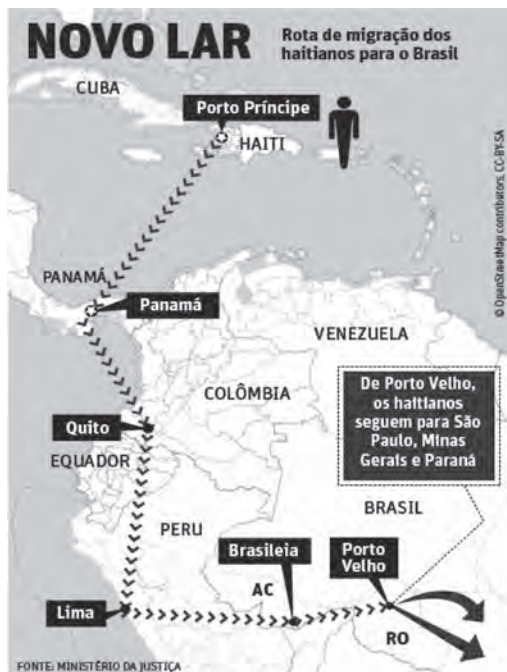 NOVO LAR
Rota de migração dos
haitianos para o Brasil
CUBA
Porto Príncipe
HAITI
© OpenStreetMap contributors, CC-BY-SA
PANAMÁ
Panamá
VENEZUELA
COLÔMBIA
De Porto Velho,
os haitianos
seguem para São
Paulo, Minas
Gerais e Paraná
Quito
EQUADOR
BRASIL
PERU
Brasileia
Porto
Velho
AC
Lima
RO
FONTE: MINISTÉRIO DA JUSTIÇA